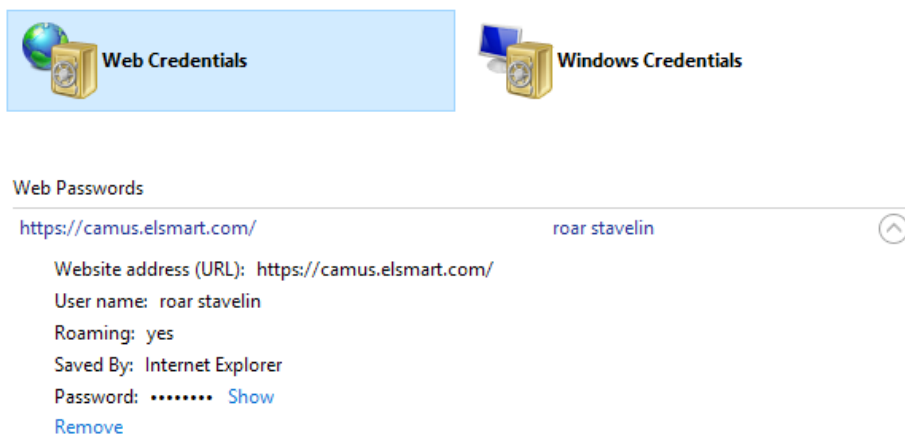 Web Credentials
Windows Credentials
Web Passwords
https://camus.elsmart.com/ roar stavelin
Website address (URL): https://camus.elsmart.com/
User name: roar stavelin
Roaming: yes
Saved By: Internet Explorer
Password: •••••••• Show
Remove